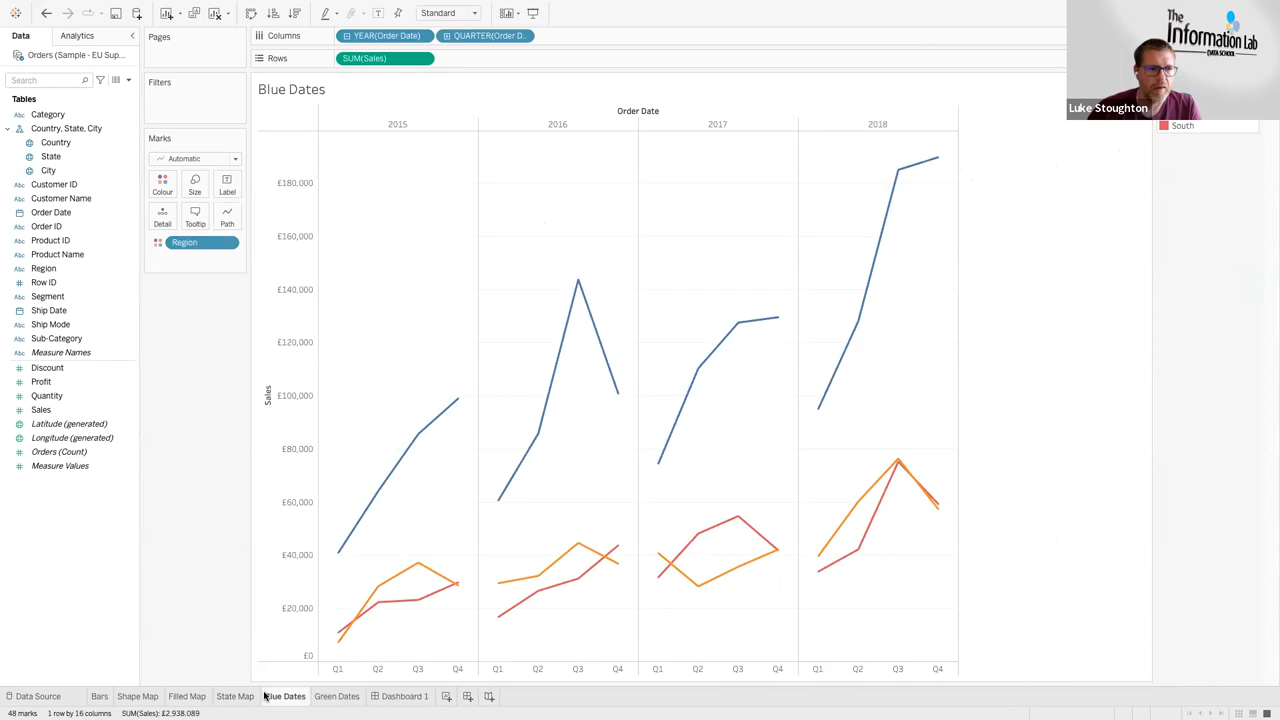 Standard
Data
Analytics
Orders (Sample - EU Sup...
Search
Tables
Category
Country, State, City
Country
State
City
Customer ID
Customer Name
Order Date
Order ID
Product ID
Product Name
Region
Row ID
Segment
Ship Date
Ship Mode
Sub-Category
Measure Names
Discount
Profit
Quantity
Sales
Latitude (generated)
Longitude (generated)
Orders (Count)
Measure Values
Pages
Filters
Marks
Automatic
Colour Size Label
Detail Tooltip Path
Region
Columns YEAR(Order Date) QUARTER(Order D..
Rows SUM(Sales)
Blue Dates
Order Date
2015 2016 2017 2018
Sales
£180,000
£160,000
£140,000
£120,000
£100,000
£80,000
£60,000
£40,000
£20,000
£0
Q1 Q2 Q3 Q4 Q1 Q2 Q3 Q4 Q1 Q2 Q3 Q4 Q1 Q2 Q3 Q4
The
Information Lab
DATA SCHOOL
Luke Stoughton
South
Data Source Bars Shape Map Filled Map State Map Blue Dates Green Dates Dashboard 1
48 marks 1 row by 16 columns SUM(Sales): £2,938,089